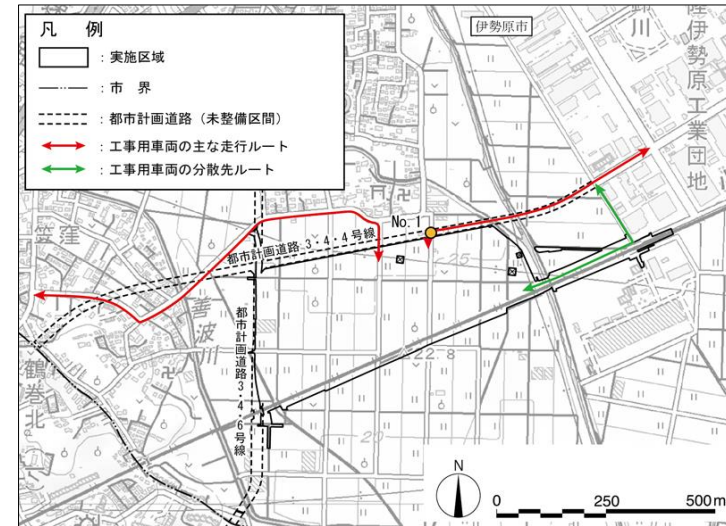 凡 例
：実施区域
：市 界
：都市計画道路（未整備区間）
：工事用車両の主な走行ルート
：工事用車両の分散先ルート
伊勢原市
川
伊勢原工業団地
笠窪
善波川
鶴巻北
No.1
都市計画道路3・4・4号線
都市計画道路3・4・6号線
25
22.8
20
N
0 250 500m